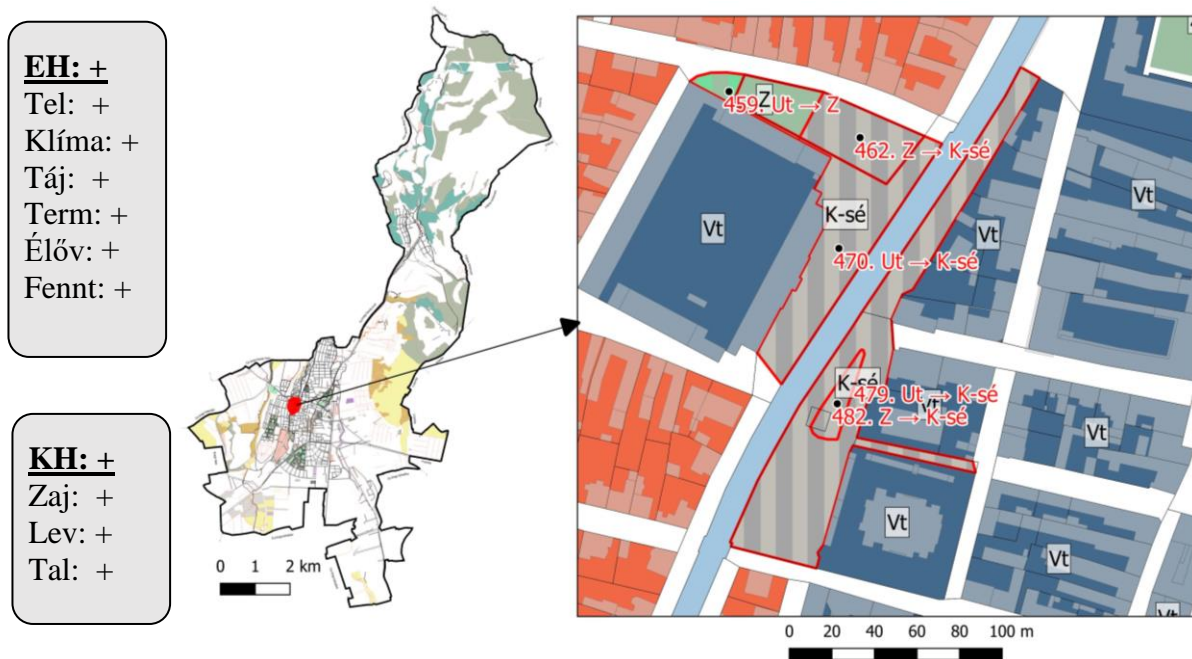 EH: +
Tel: +
Klíma: +
Táj: +
Term: +
Élőv: +
Fennt: +
KH: +
Zaj: +
Lev: +
Tal: +
0 1 2 km
Z
459. Ut → Z
462. Z → K-sé
Vt
K-sé
Vt
Vt
470. Ut → K-sé
K-sé
479. Ut → K-sé
Vt
482. Z → K-sé
Vt
Vt
Vt
Vt
0 20 40 60 80 100 m